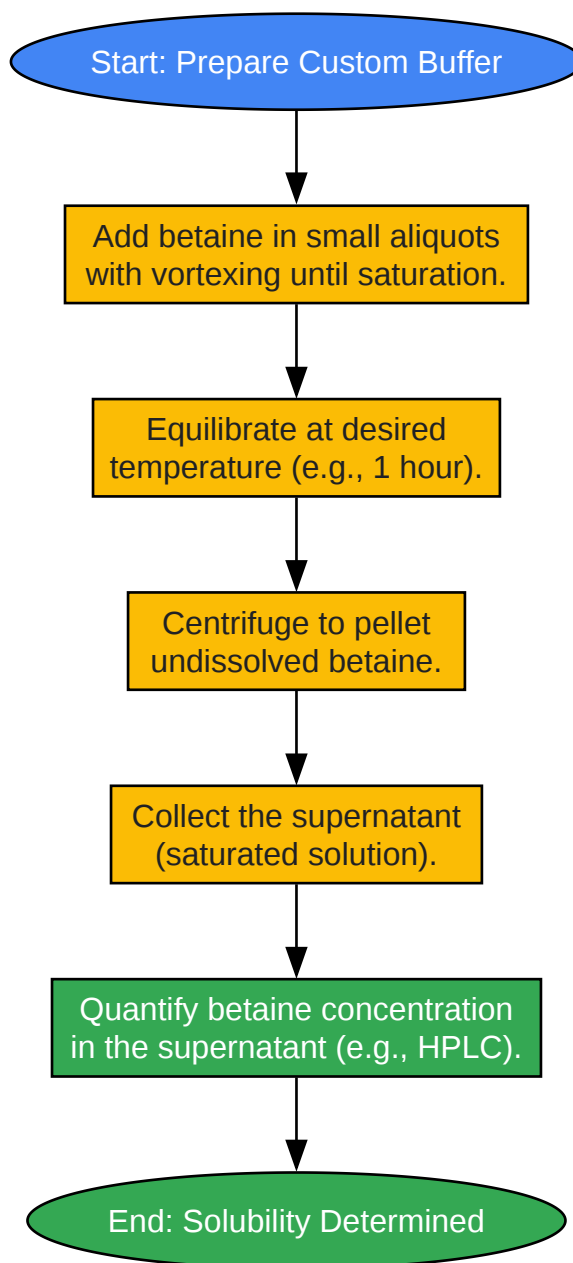 Start: Prepare Custom Buffer
Add betaine in small aliquots
with vortexing until saturation.
Equilibrate at desired
temperature (e.g., 1 hour).
Centrifuge to pellet
undissolved betaine.
Collect the supernatant
(saturated solution).
Quantify betaine concentration
in the supernatant (e.g., HPLC).
End: Solubility Determined